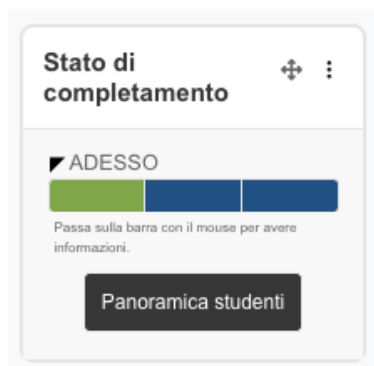 Stato di
completamento
ADESSO
Passa sulla barra con il mouse per avere
informazioni.
Panoramica studenti